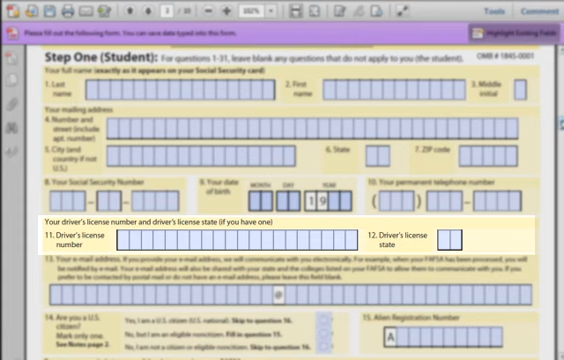 1 / 10
102%
Tools
Comment
Please fill out the following form. You can save data typed into this form.
Highlight Existing Fields
Step One (Student): For questions 1-31, leave blank any questions that do not apply to you (the student).
OMB # 1845-0001
Your full name (exactly as it appears on your Social Security card)
1. Last name
2. First name
3. Middle initial
Your mailing address
4. Number and street (include apt. number)
5. City (and country if not U.S.)
6. State
7. ZIP code
8. Your Social Security Number
9. Your date of birth
MONTH DAY YEAR
1 9
10. Your permanent telephone number
Your driver's license number and driver's license state (if you have one)
11. Driver's license number
12. Driver's license state
13. Your e-mail address. If you provide your e-mail address, we will communicate with you electronically. For example, when your FAFSA has been processed, you will
be notified by e-mail. Your e-mail address will also be shared with your state and the colleges listed on your FAFSA to allow them to communicate with you. If you
prefer to be contacted by postal mail or do not have an e-mail address, please leave this field blank.
@
14. Are you a U.S. citizen? Mark only one. See Notes page 2.
Yes, I am a U.S. citizen (U.S. national). Skip to question 16.
No, but I am an eligible noncitizen. Fill in question 15.
No, I am not a citizen or eligible noncitizen. Skip to question 16.
15. Alien Registration Number
A